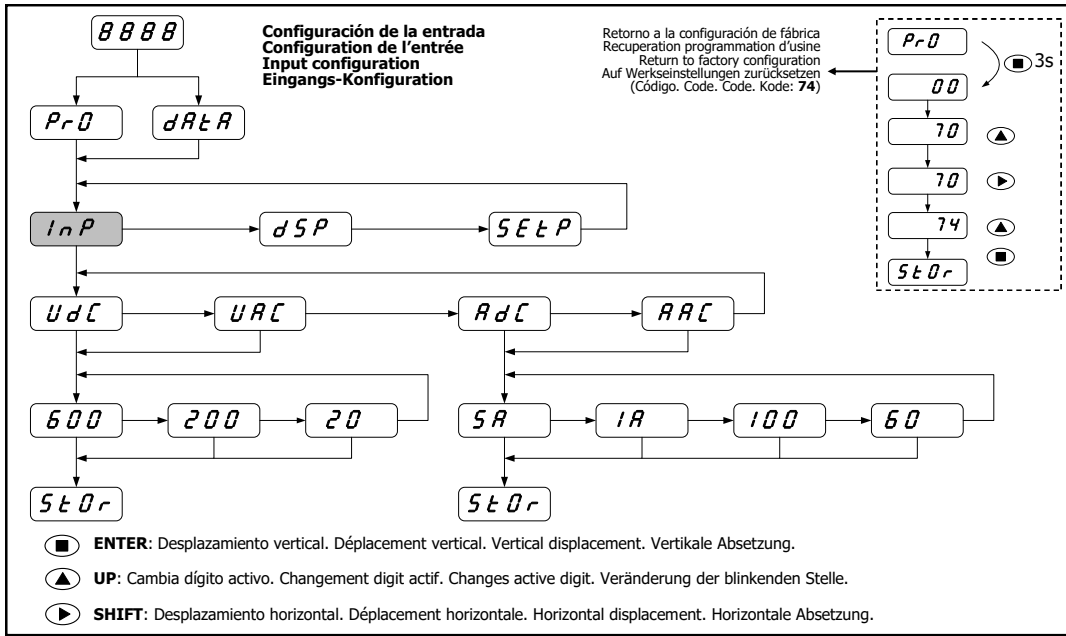 8888
Configuración de la entrada
Configuration de l'entrée
Input configuration
Eingangs-Konfiguration
Retorno a la configuración de fábrica
Recuperation programmation d'usine
Return to factory configuration
Auf Werkseinstellungen zurücksetzen
(Código. Code. Code. Kode: 74)
Pr0
3s
00
70
70
74
St0r
Pr0 dAtA
InP dSP SEtP
UdC UAC AdC AAC
600 200 20 5A 1A 100 60
St0r St0r
ENTER: Desplazamiento vertical. Déplacement vertical. Vertical displacement. Vertikale Absetzung.
UP: Cambia dígito activo. Changement digit actif. Changes active digit. Veränderung der blinkenden Stelle.
SHIFT: Desplazamiento horizontal. Déplacement horizontale. Horizontal displacement. Horizontale Absetzung.